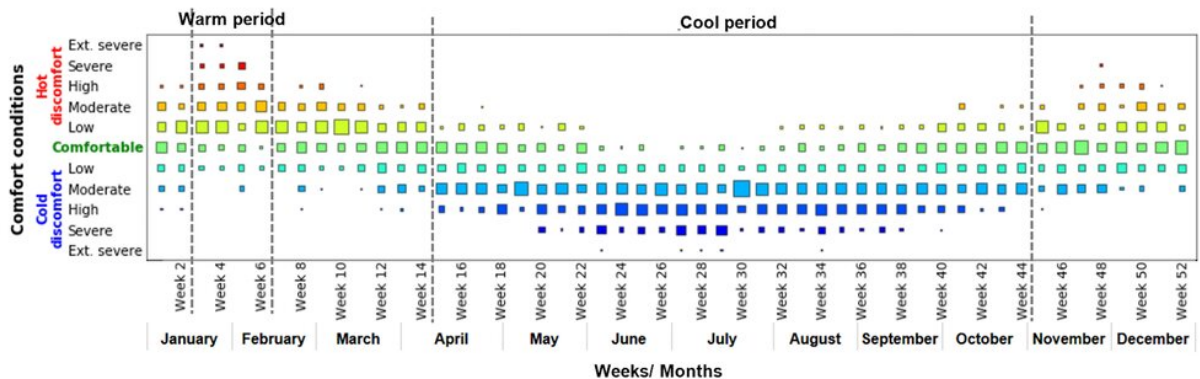 Warm period
Cool period
Comfort conditions
Hot
discomfort
Cold
discomfort
Ext. severe
Severe
High
Moderate
Low
Comfortable
Low
Moderate
High
Severe
Ext. severe
Week 2
Week 4
Week 6
Week 8
Week 10
Week 12
Week 14
Week 16
Week 18
Week 20
Week 22
Week 24
Week 26
Week 28
Week 30
Week 32
Week 34
Week 36
Week 38
Week 40
Week 42
Week 44
Week 46
Week 48
Week 50
Week 52
January
February
March
April
May
June
July
August
September
October
November
December
Weeks/ Months